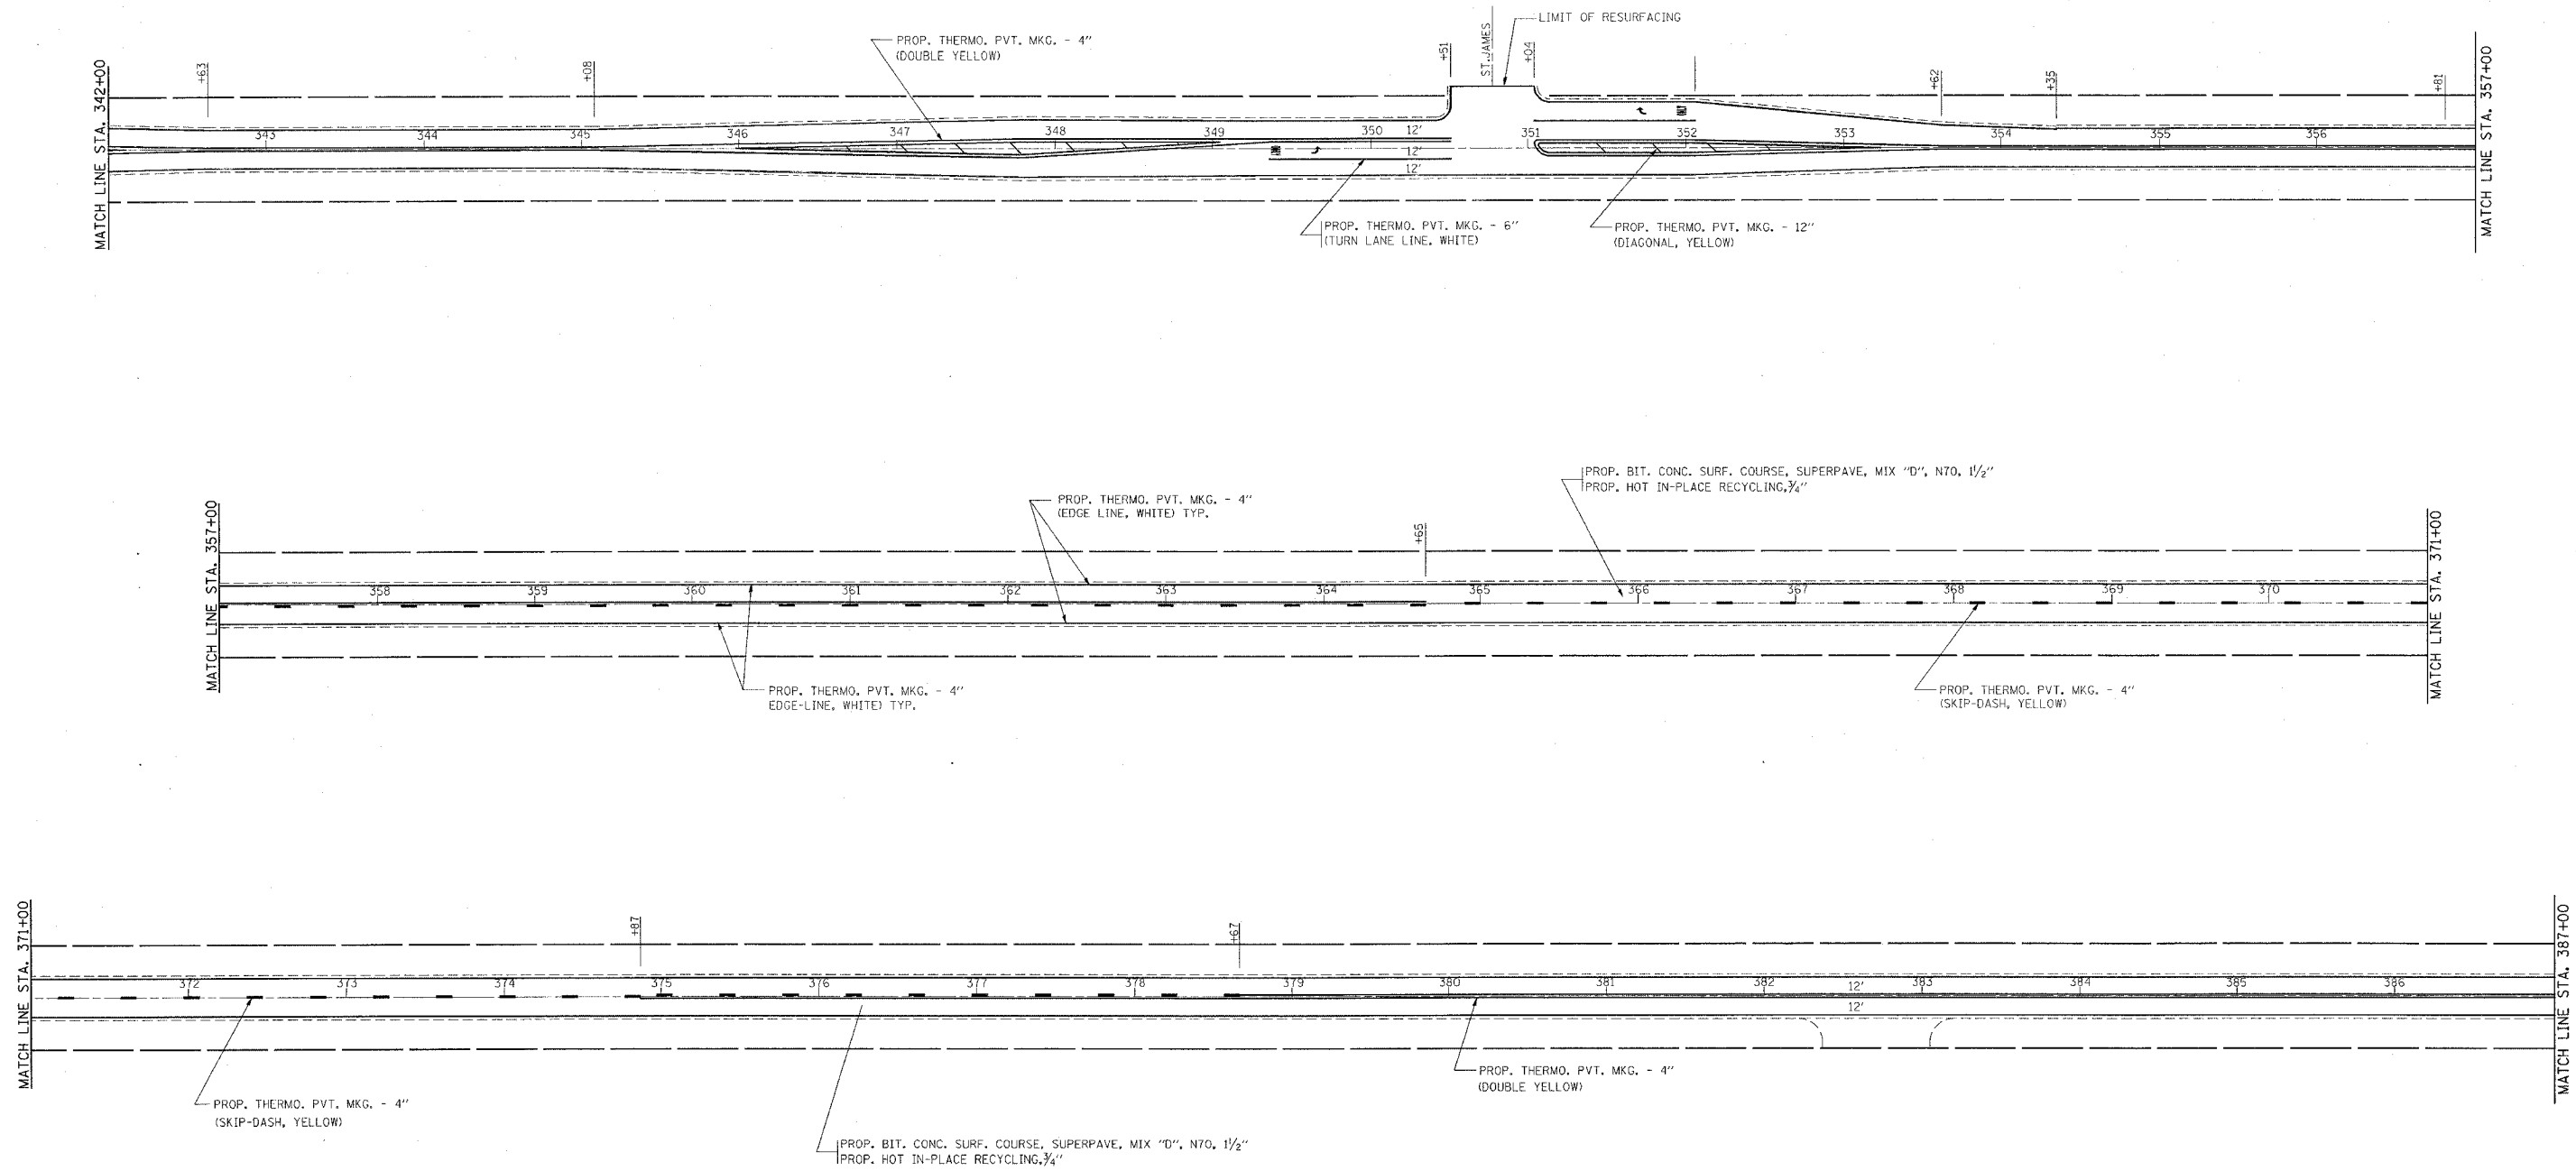 LIMIT OF RESURFACING
PROP. THERMO. PVT. MKG. - 4"
(DOUBLE YELLOW)
ST. JAMES
+63
+08
+51
+04
+62
+35
+81
MATCH LINE STA. 342+00
343
344
345
346
347
348
349
350
12'
351
352
353
354
355
356
12'
12'
MATCH LINE STA. 357+00
PROP. THERMO. PVT. MKG. - 6"
(TURN LANE LINE, WHITE)
PROP. THERMO. PVT. MKG. - 12"
(DIAGONAL, YELLOW)
PROP. BIT. CONC. SURF. COURSE, SUPERPAVE, MIX "D", N70, 1 1/2"
PROP. HOT IN-PLACE RECYCLING, 3/4"
PROP. THERMO. PVT. MKG. - 4"
(EDGE LINE, WHITE) TYP.
+65
MATCH LINE STA. 357+00
358
359
360
361
362
363
364
365
366
367
368
369
370
MATCH LINE STA. 371+00
PROP. THERMO. PVT. MKG. - 4"
EDGE-LINE, WHITE) TYP.
PROP. THERMO. PVT. MKG. - 4"
(SKIP-DASH, YELLOW)
+87
+67
MATCH LINE STA. 371+00
372
373
374
375
376
377
378
379
380
381
382
12'
383
384
385
386
12'
MATCH LINE STA. 387+00
PROP. THERMO. PVT. MKG. - 4"
(DOUBLE YELLOW)
PROP. THERMO. PVT. MKG. - 4"
(SKIP-DASH, YELLOW)
PROP. BIT. CONC. SURF. COURSE, SUPERPAVE, MIX "D", N70, 1 1/2"
PROP. HOT IN-PLACE RECYCLING, 3/4"